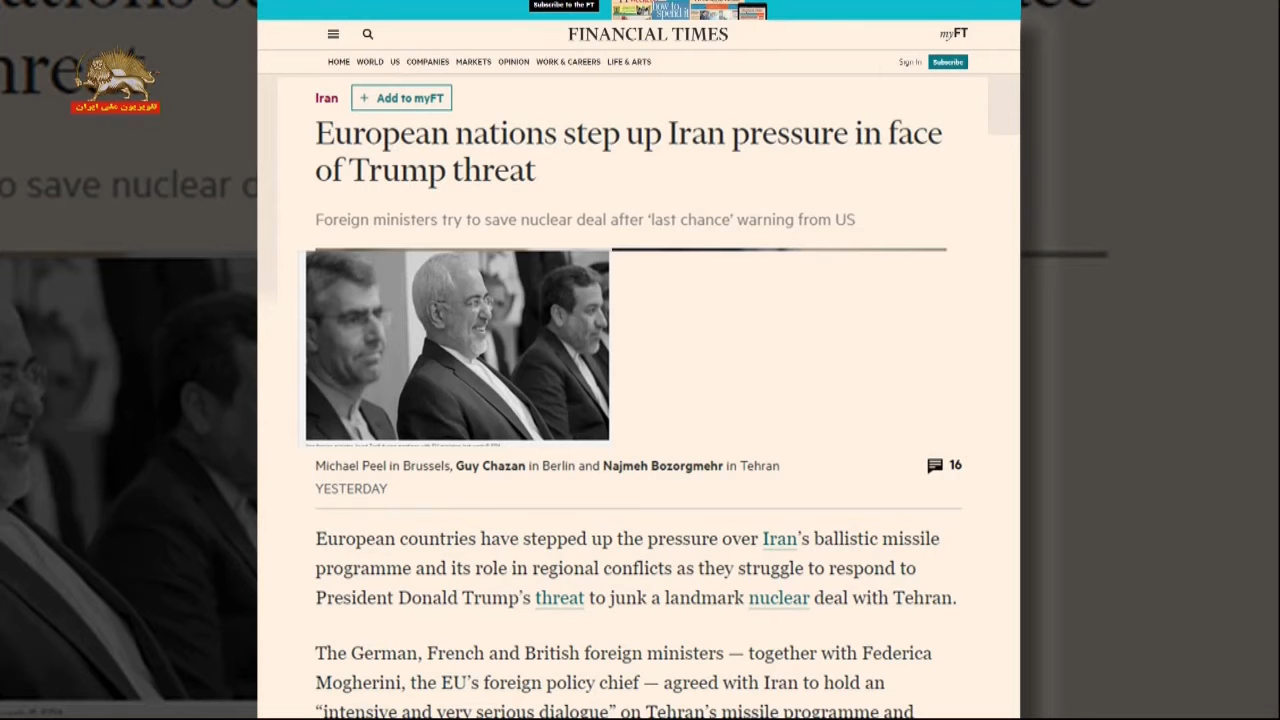 Subscribe to the FT
how to
spend it
FINANCIAL TIMES
myFT
HOME WORLD US COMPANIES MARKETS OPINION WORK & CAREERS LIFE & ARTS
Sign In Subscribe
تلویزیون ملی ایران
Iran + Add to myFT
European nations step up Iran pressure in face
of Trump threat
Foreign ministers try to save nuclear deal after ‘last chance’ warning from US
o save nuclear
Michael Peel in Brussels, Guy Chazan in Berlin and Najmeh Bozorgmehr in Tehran
16
YESTERDAY
European countries have stepped up the pressure over Iran’s ballistic missile
programme and its role in regional conflicts as they struggle to respond to
President Donald Trump’s threat to junk a landmark nuclear deal with Tehran.
The German, French and British foreign ministers — together with Federica
Mogherini, the EU’s foreign policy chief — agreed with Iran to hold an
“intensive and very serious dialogue” on Tehran’s missile programme and